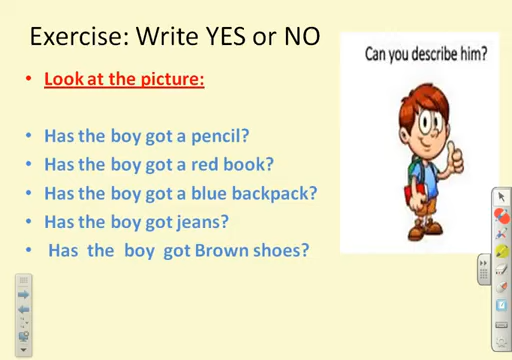 Exercise: Write YES or NO
Can you describe him?
• Look at the picture:
• Has the boy got a pencil?
• Has the boy got a red book?
• Has the boy got a blue backpack?
• Has the boy got jeans?
• Has the boy got Brown shoes?